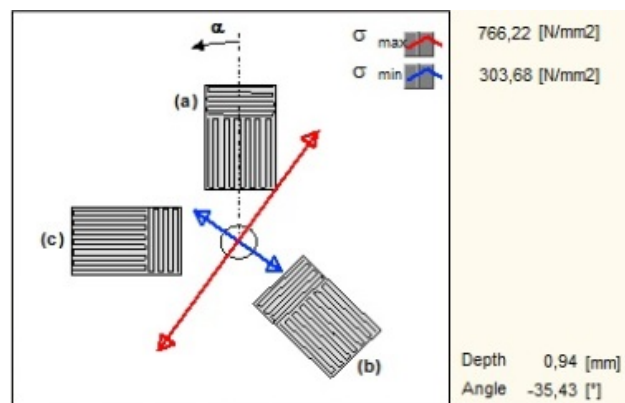 α
σ max 766,22 [N/mm2]
σ min 303,68 [N/mm2]
(a)
(c)
(b)
Depth 0,94 [mm]
Angle -35,43 [°]